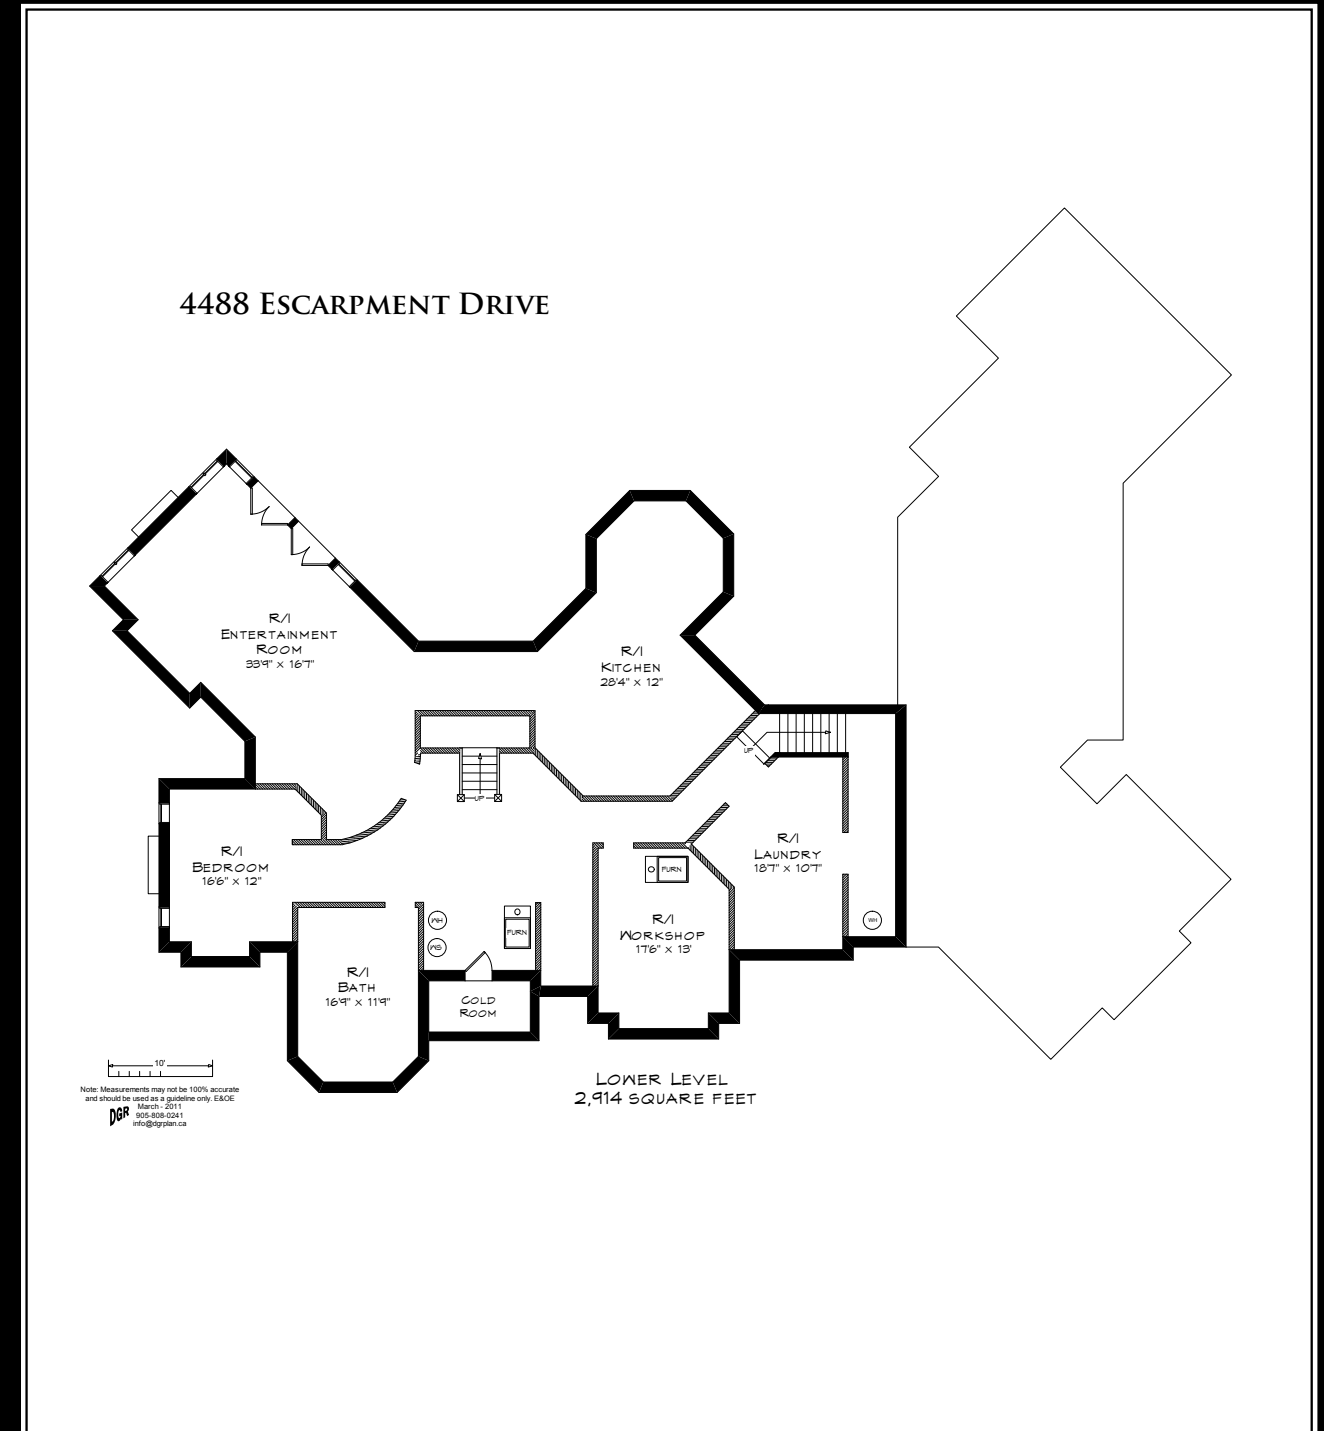 4488 ESCARPMENT DRIVE
R/I
ENTERTAINMENT
ROOM
33'9" x 16'7"
R/I
KITCHEN
28'4" x 12"
UP
UP
R/I
BEDROOM
16'6" x 12"
R/I
LAUNDRY
18'7" x 10'7"
FURN
R/I
WORKSHOP
17'6" x 13'
WH
WH
WS
FURN
R/I
BATH
16'9" x 11'9"
COLD
ROOM
10'
LOWER LEVEL
2,914 SQUARE FEET
Note: Measurements may not be 100% accurate
and should be used as a guideline only. E&OE
March - 2011
DGR
905-808-0241
info@dgrplan.ca